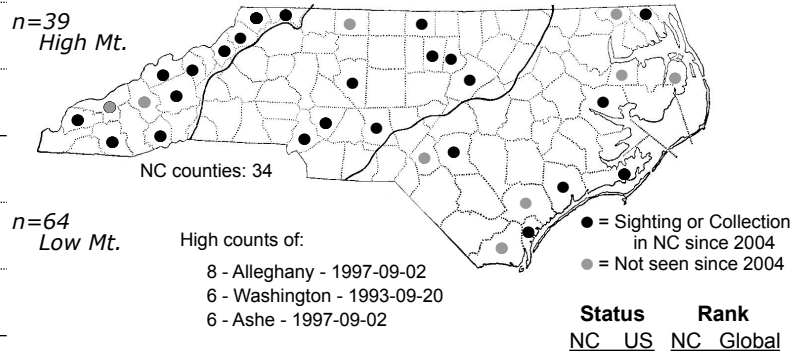 n=39
High Mt.
NC counties: 34
n=64
Low Mt.
High counts of:
8 - Alleghany - 1997-09-02
6 - Washington - 1993-09-20
6 - Ashe - 1997-09-02
= Sighting or Collection
in NC since 2004
= Not seen since 2004
Status Rank
NC US NC Global